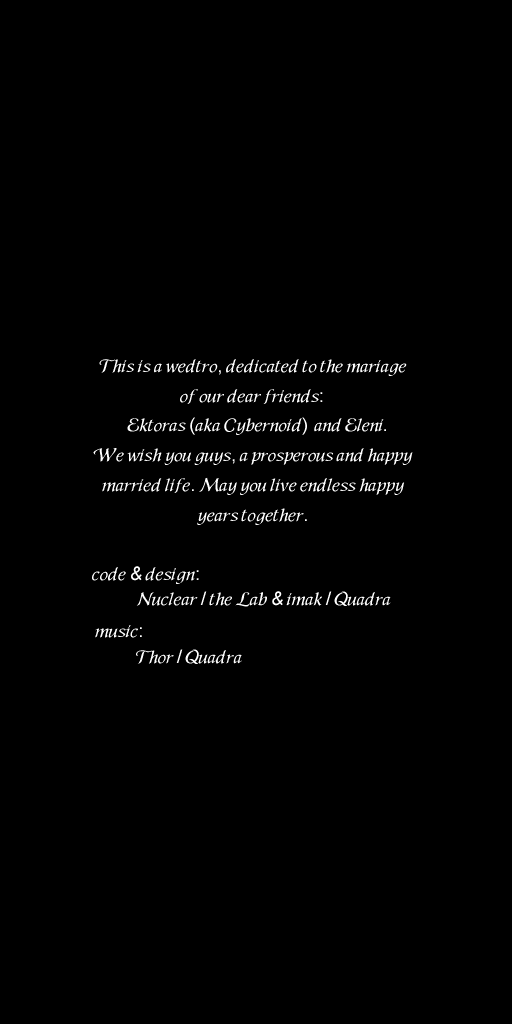 This is a wedtro, dedicated to the mariage
of our dear friends:
Ektoras (aka Cybernoid) and Eleni.
We wish you guys, a prosperous and happy
married life. May you live endless happy
years together.
code & design:
Nuclear / the Lab & imak / Quadra
music:
Thor / Quadra